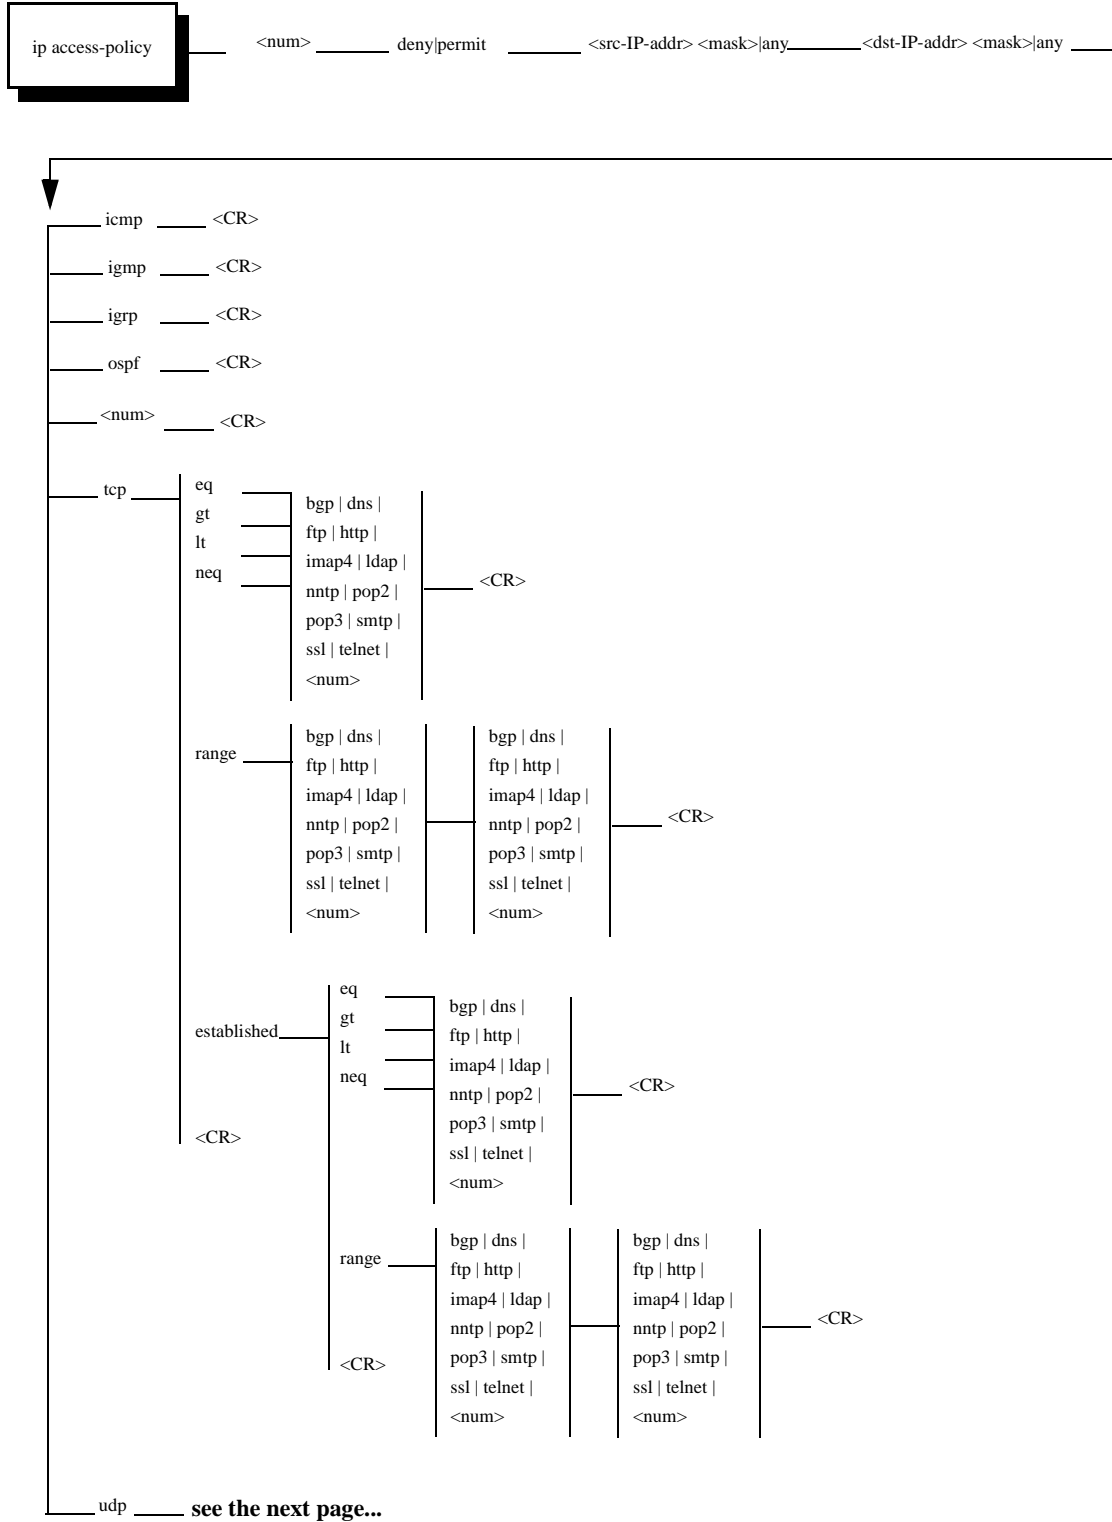 ip access-policy <num> deny|permit <src-IP-addr> <mask>|any <dst-IP-addr> <mask>|any
icmp <CR>
igmp <CR>
igrp <CR>
ospf <CR>
<num> <CR>
tcp
eq
gt
lt
neq
bgp | dns |
ftp | http |
imap4 | ldap |
nntp | pop2 |
pop3 | smtp |
ssl | telnet |
<num>
<CR>
range
bgp | dns |
ftp | http |
imap4 | ldap |
nntp | pop2 |
pop3 | smtp |
ssl | telnet |
<num>
bgp | dns |
ftp | http |
imap4 | ldap |
nntp | pop2 |
pop3 | smtp |
ssl | telnet |
<num>
<CR>
established
eq
gt
lt
neq
bgp | dns |
ftp | http |
imap4 | ldap |
nntp | pop2 |
pop3 | smtp |
ssl | telnet |
<num>
<CR>
range
bgp | dns |
ftp | http |
imap4 | ldap |
nntp | pop2 |
pop3 | smtp |
ssl | telnet |
<num>
bgp | dns |
ftp | http |
imap4 | ldap |
nntp | pop2 |
pop3 | smtp |
ssl | telnet |
<num>
<CR>
<CR>
<CR>
udp see the next page...